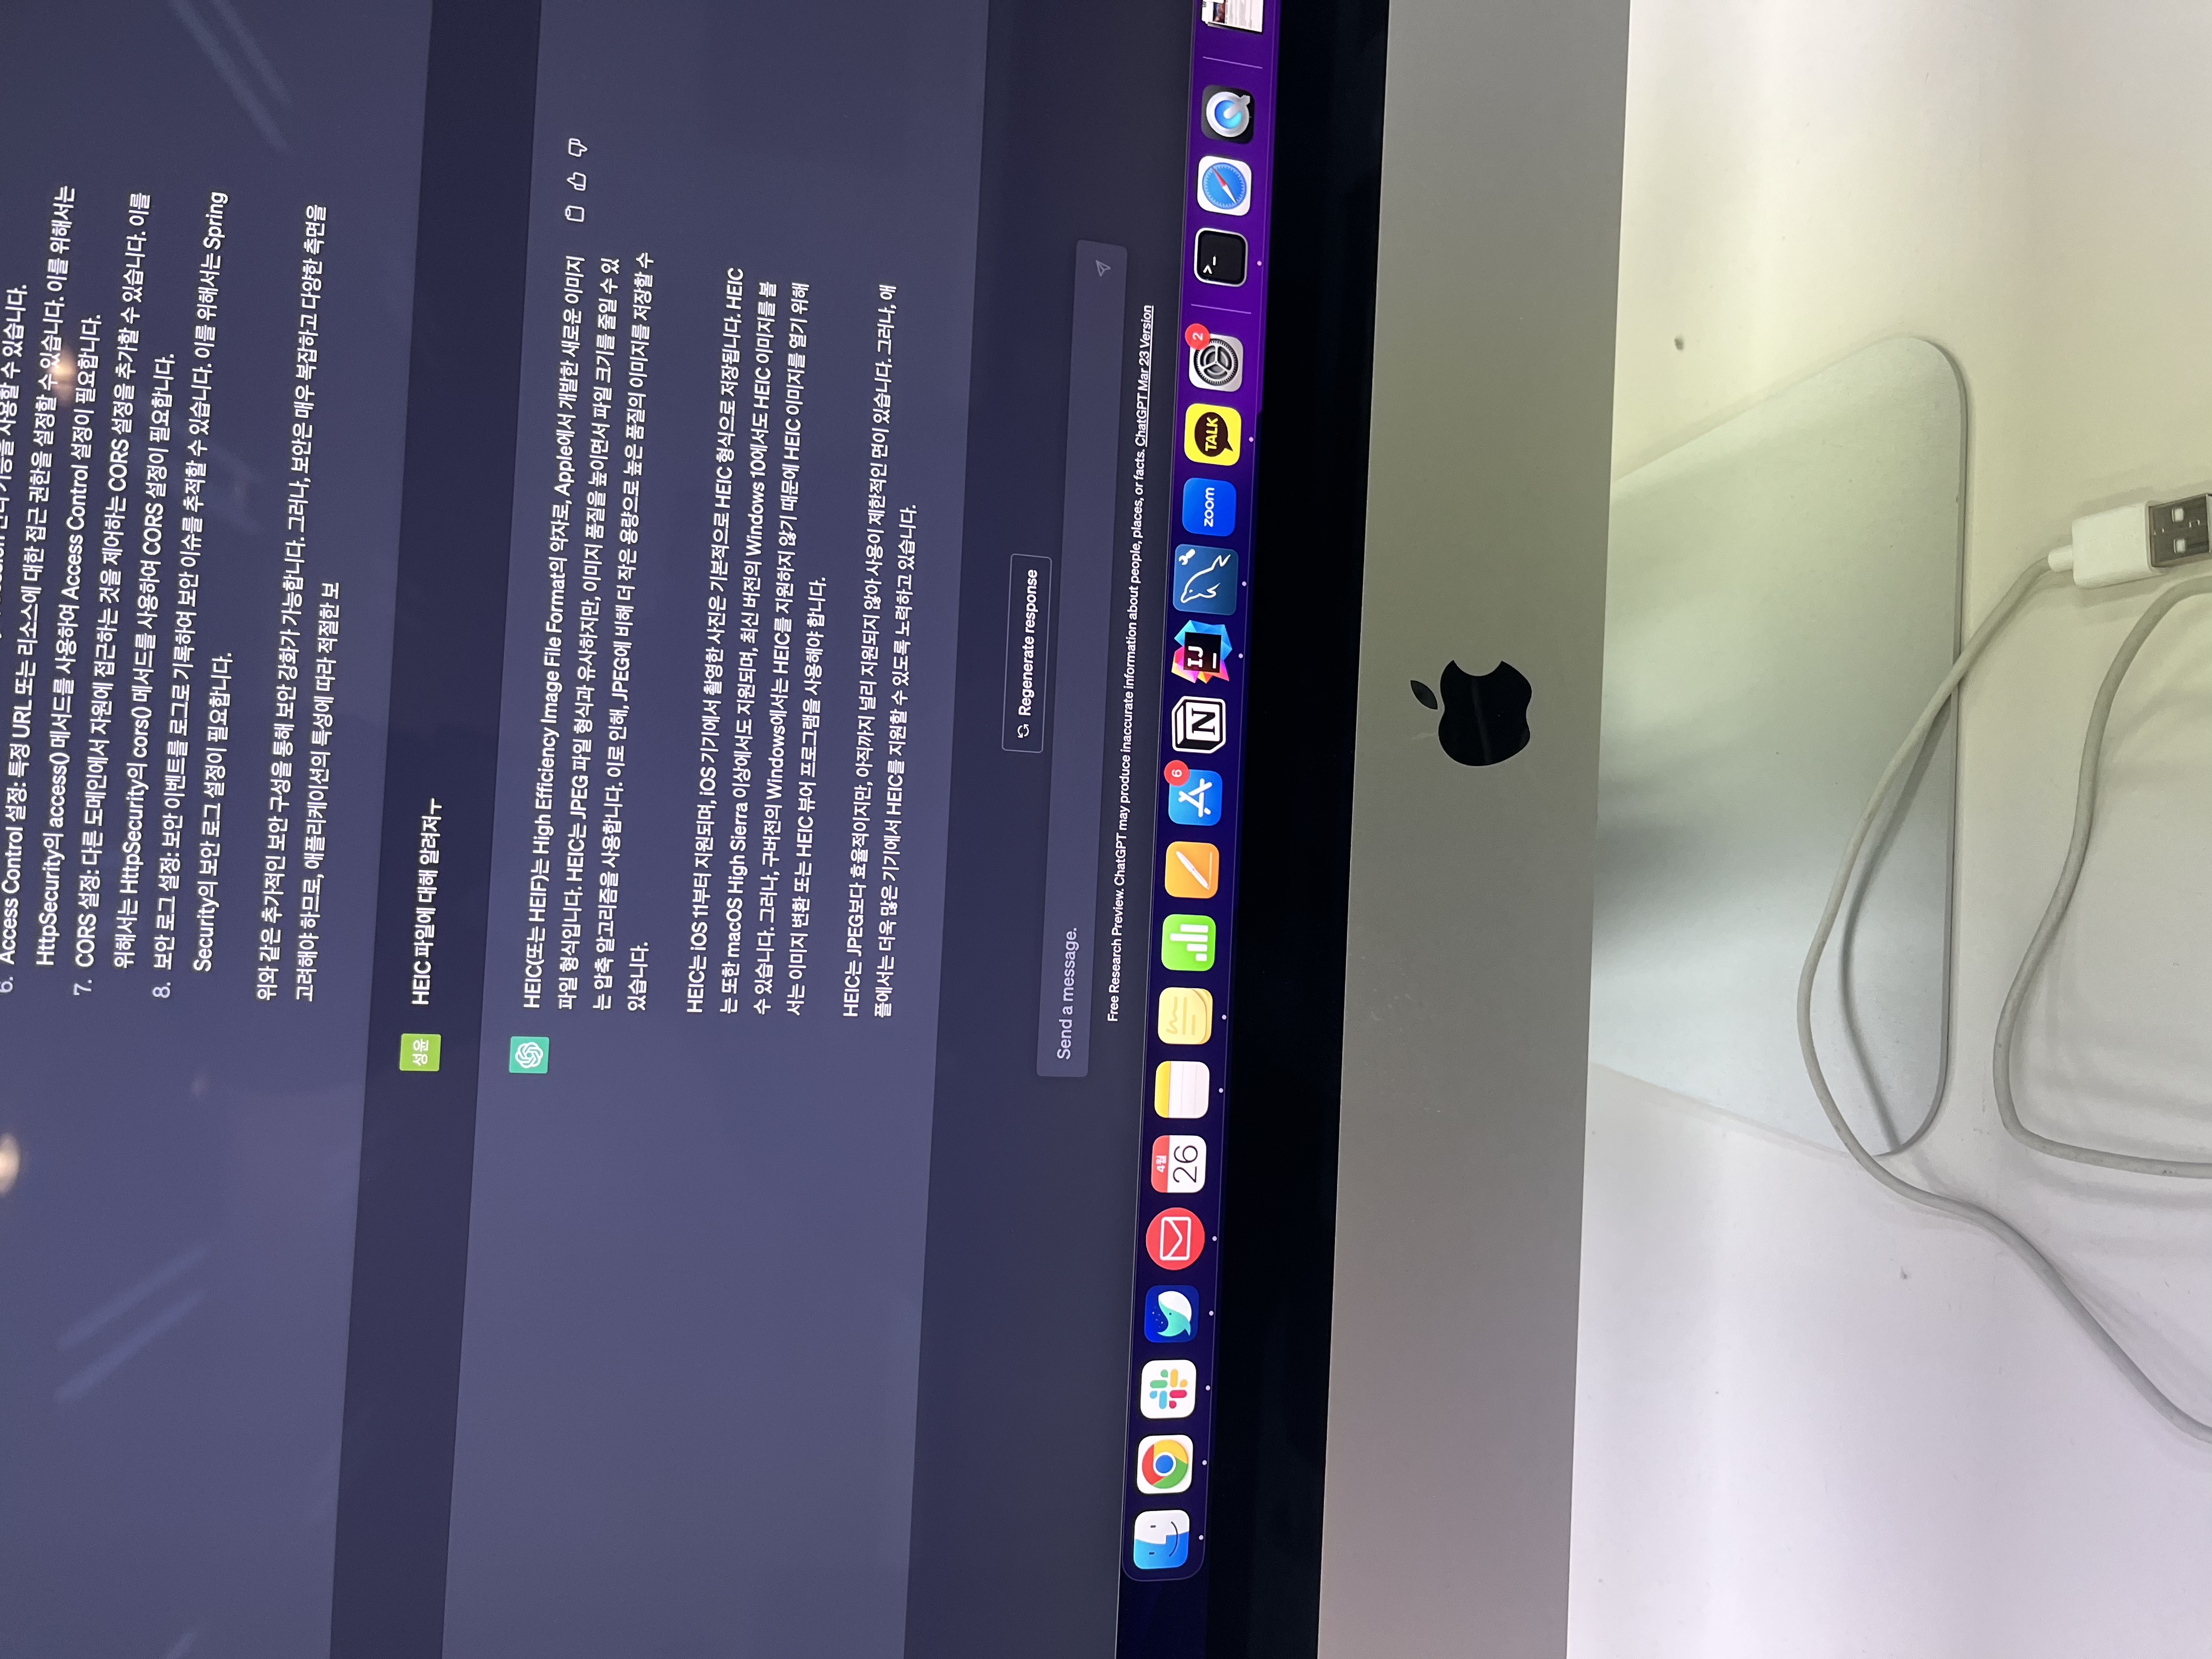 기능을 사용할 수 있습니다.
6. Access Control 설정: 특정 URL 또는 리소스에 대한 접근 권한을 설정할 수 있습니다. 이를 위해서는
HttpSecurity의 access() 메서드를 사용하여 Access Control 설정이 필요합니다.
7. CORS 설정: 다른 도메인에서 자원에 접근하는 것을 제어하는 CORS 설정을 추가할 수 있습니다. 이를
위해서는 HttpSecurity의 cors() 메서드를 사용하여 CORS 설정이 필요합니다.
8. 보안 로그 설정: 보안 이벤트를 로그로 기록하여 보안 이슈를 추적할 수 있습니다. 이를 위해서는 Spring
Security의 보안 로그 설정이 필요합니다.
위와 같은 추가적인 보안 구성을 통해 보안 강화가 가능합니다. 그러나, 보안은 매우 복잡하고 다양한 측면을
고려해야 하므로, 애플리케이션의 특성에 따라 적절한 보
성윤
HEIC 파일에 대해 알려저ㅜ
HEIC(또는 HEIF)는 High Efficiency Image File Format의 약자로, Apple에서 개발한 새로운 이미지
파일 형식입니다. HEIC는 JPEG 파일 형식과 유사하지만, 이미지 품질을 높이면서 파일 크기를 줄일 수 있
는 압축 알고리즘을 사용합니다. 이로 인해, JPEG에 비해 더 작은 용량으로 높은 품질의 이미지를 저장할 수
있습니다.
HEIC는 iOS 11부터 지원되며, iOS 기기에서 촬영한 사진은 기본적으로 HEIC 형식으로 저장됩니다. HEIC
는 또한 macOS High Sierra 이상에서도 지원되며, 최신 버전의 Windows 10에서도 HEIC 이미지를 볼
수 있습니다. 그러나, 구버전의 Windows에서는 HEIC를 지원하지 않기 때문에 HEIC 이미지를 열기 위해
서는 이미지 변환 또는 HEIC 뷰어 프로그램을 사용해야 합니다.
HEIC는 JPEG보다 효율적이지만, 아직까지 널리 지원되지 않아 사용이 제한적인 면이 있습니다. 그러나, 애
플에서는 더욱 많은 기기에서 HEIC를 지원할 수 있도록 노력하고 있습니다.
Regenerate response
Send a message.
Free Research Preview. ChatGPT may produce inaccurate information about people, places, or facts. ChatGPT Mar 23 Version
4월
26
6
N
IJ
zoom
TALK
2
>_